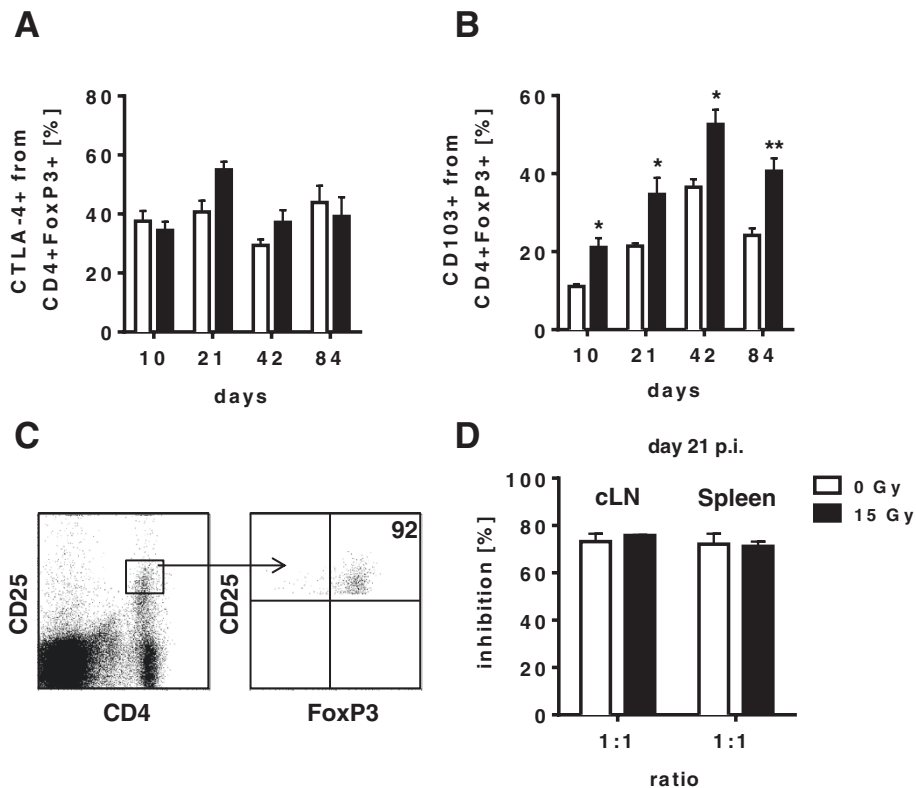 A
CTLA-4+ from
CD4+FoxP3+ [%]
80
60
40
20
0
10 21 42 84
days
B
CD103+ from
CD4+FoxP3+ [%]
60
40
20
0
* * * **
10 21 42 84
days
C
CD25
CD4
CD25
92
FoxP3
D
day 21 p.i.
inhibition [%]
100
80
60
40
20
0
cLN Spleen
1:1 1:1
ratio
0 Gy
15 Gy